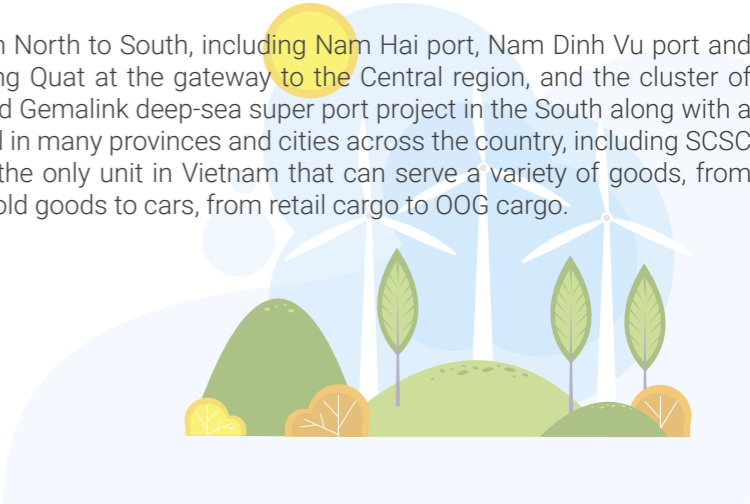 North to South, including Nam Hai port, Nam Dinh Vu port and
Quat at the gateway to the Central region, and the cluster of
Gemalink deep-sea super port project in the South along with a
in many provinces and cities across the country, including SCSC
the only unit in Vietnam that can serve a variety of goods, from
goods to cars, from retail cargo to OOG cargo.